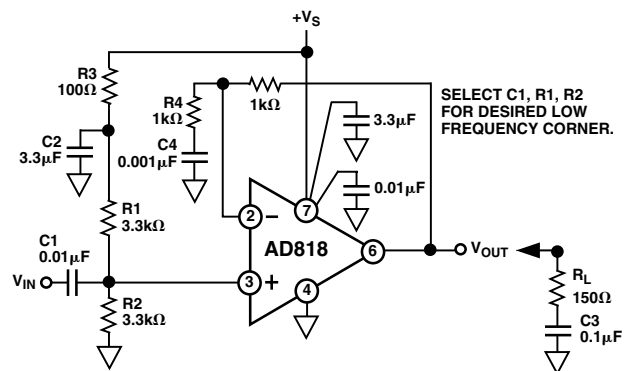 +VS
R3
100Ω
R4
1kΩ
1kΩ
SELECT C1, R1, R2
FOR DESIRED LOW
FREQUENCY CORNER.
C2
3.3µF
C4
0.001µF
3.3µF
0.01µF
R1
3.3kΩ
C1
0.01µF
VIN
R2
3.3kΩ
2
–
7
AD818
3
+
4
6
VOUT
RL
150Ω
C3
0.1µF